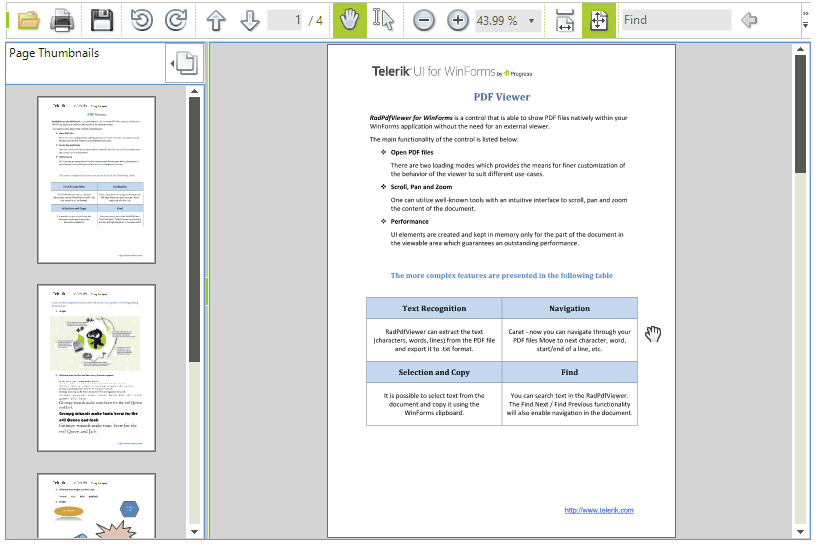 1 / 4
43.99 %
Find
Page Thumbnails
Telerik UI for WinForms by Progress
PDF Viewer
RadPdfViewer for WinForms is a control that is able to show PDF files natively within your
WinForms application without the need for an external viewer.
The main functionality of the control is listed below:
❖ Open PDF files
There are two loading modes which provides the means for finer customization of
the behavior of the viewer to suit different use-cases.
❖ Scroll, Pan and Zoom
One can utilize well-known tools with an intuitive interface to scroll, pan and zoom
the content of the document.
❖ Performance
UI elements are created and kept in memory only for the part of the document in
the viewable area which guarantees an outstanding performance.
The more complex features are presented in the following table
Text Recognition
Navigation
RadPdfViewer can extract the text
(characters, words, lines) from the PDF file
and export it to .txt format.
Caret - now you can navigate through your
PDF files Move to next character, word,
start/end of a line, etc.
Selection and Copy
Find
It is possible to select text from the
document and copy it using the
WinForms clipboard.
You can search text in the RadPdfViewer.
The Find Next / Find Previous functionality
will also enable navigation in the document.
http://www.telerik.com